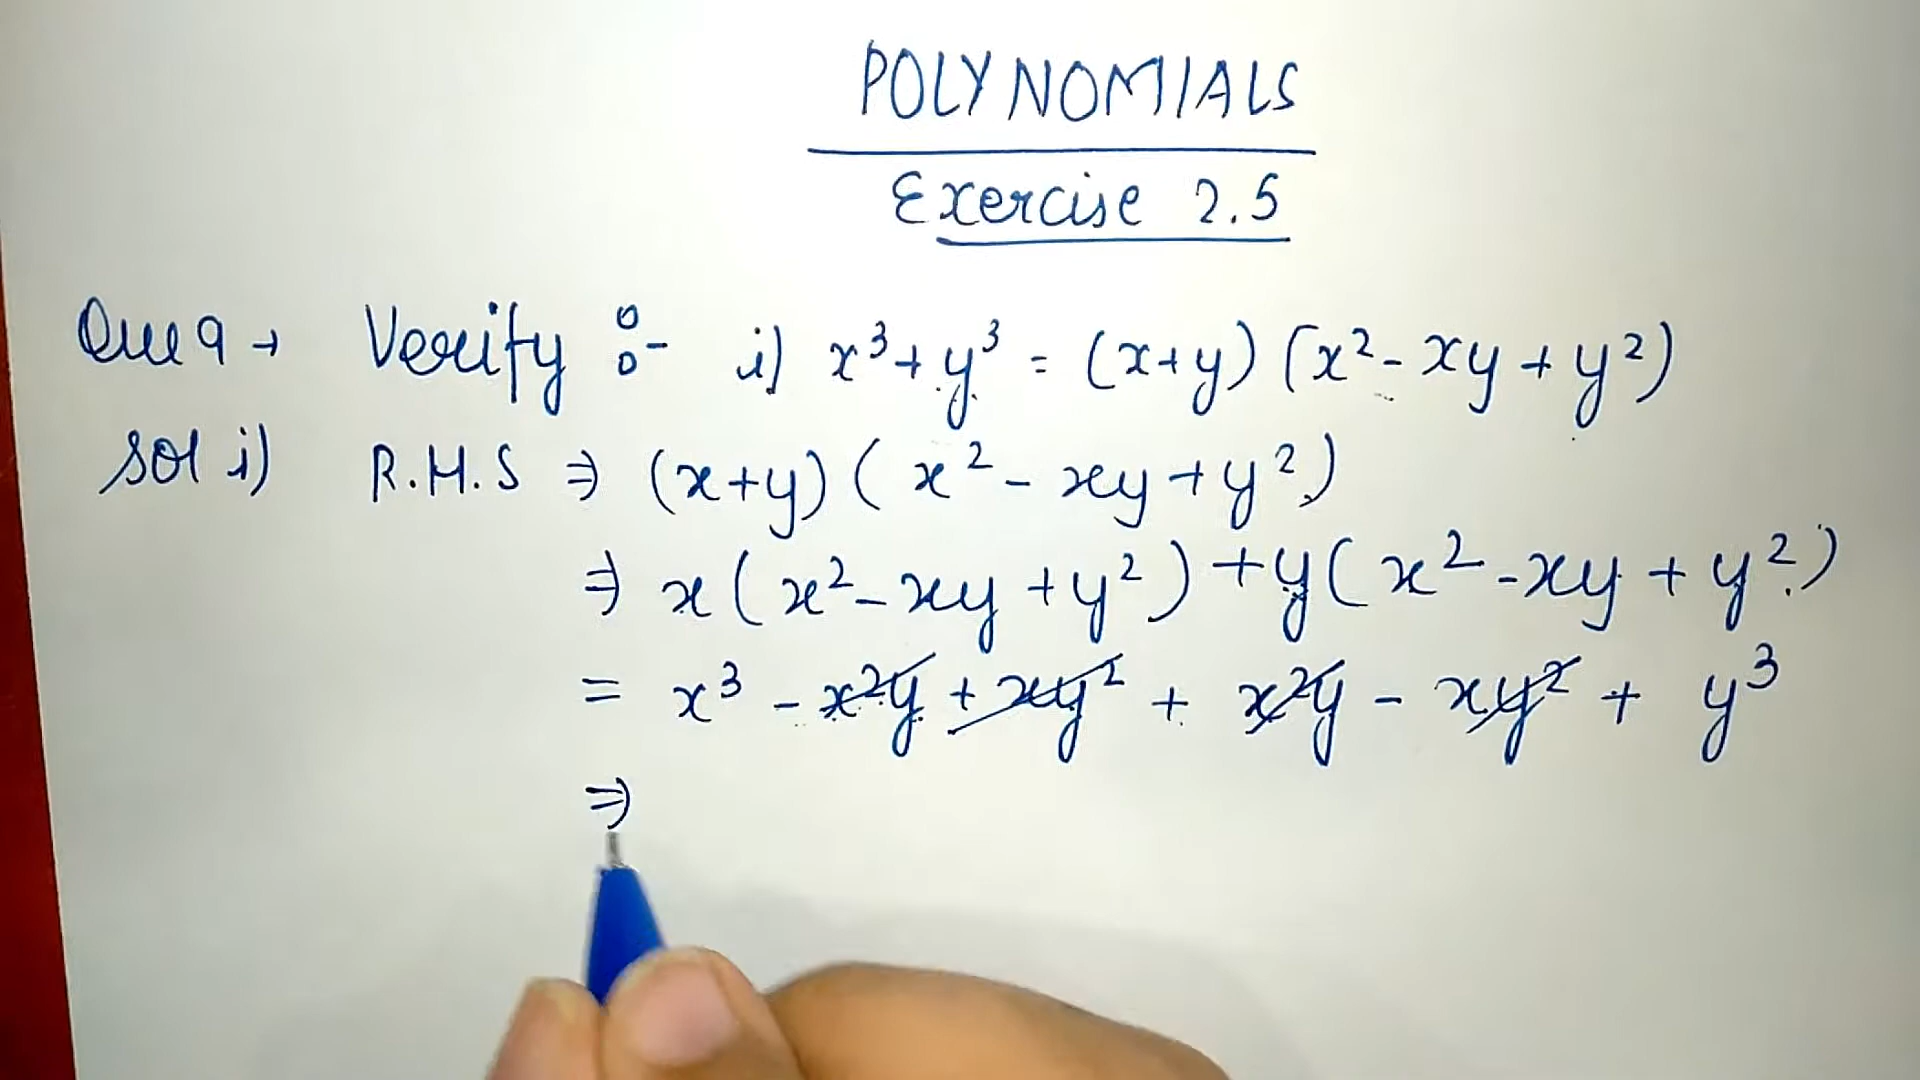 POLYNOMIALS
Exercise 2.5
Que 9 → Verify :- i) x³ + y³ = (x+y) (x² - xy + y²)
sol i) R.H.S ⇒ (x+y) (x² - xy + y²)
⇒ x (x² - xy + y²) + y (x² - xy + y²)
= x³ - x²y + xy² + x²y - xy² + y³
⇒